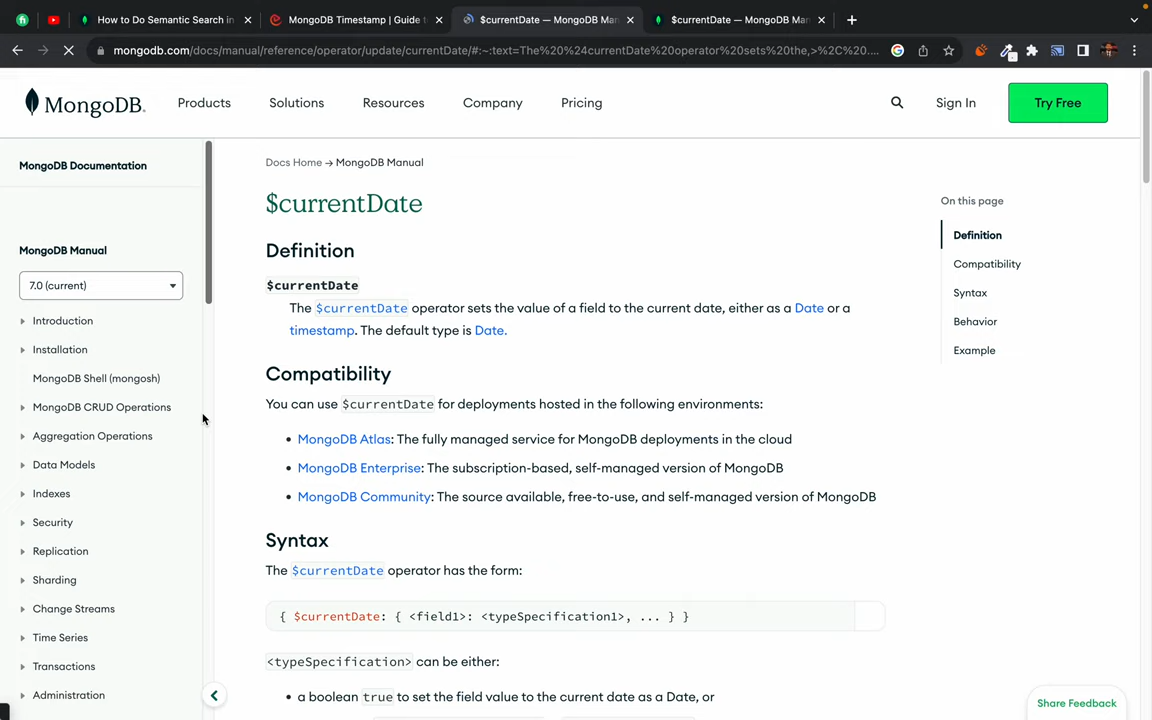 How to Do Semantic Search in
MongoDB Timestamp | Guide t
$currentDate — MongoDB Man
$currentDate — MongoDB Man
mongodb.com/docs/manual/reference/operator/update/currentDate/#:~:text=The%20%24currentDate%20operator%20sets%20the,>%2C%20....
MongoDB.
Products
Solutions
Resources
Company
Pricing
Sign In
Try Free
MongoDB Documentation
MongoDB Manual
7.0 (current)
Introduction
Installation
MongoDB Shell (mongosh)
MongoDB CRUD Operations
Aggregation Operations
Data Models
Indexes
Security
Replication
Sharding
Change Streams
Time Series
Transactions
Administration
Docs Home → MongoDB Manual
$currentDate
Definition
$currentDate
The $currentDate operator sets the value of a field to the current date, either as a Date or a
timestamp. The default type is Date.
Compatibility
You can use $currentDate for deployments hosted in the following environments:
• MongoDB Atlas: The fully managed service for MongoDB deployments in the cloud
• MongoDB Enterprise: The subscription-based, self-managed version of MongoDB
• MongoDB Community: The source available, free-to-use, and self-managed version of MongoDB
Syntax
The $currentDate operator has the form:
{ $currentDate: { <field1>: <typeSpecification1>, ... } }
<typeSpecification> can be either:
• a boolean true to set the field value to the current date as a Date, or
On this page
Definition
Compatibility
Syntax
Behavior
Example
Share Feedback